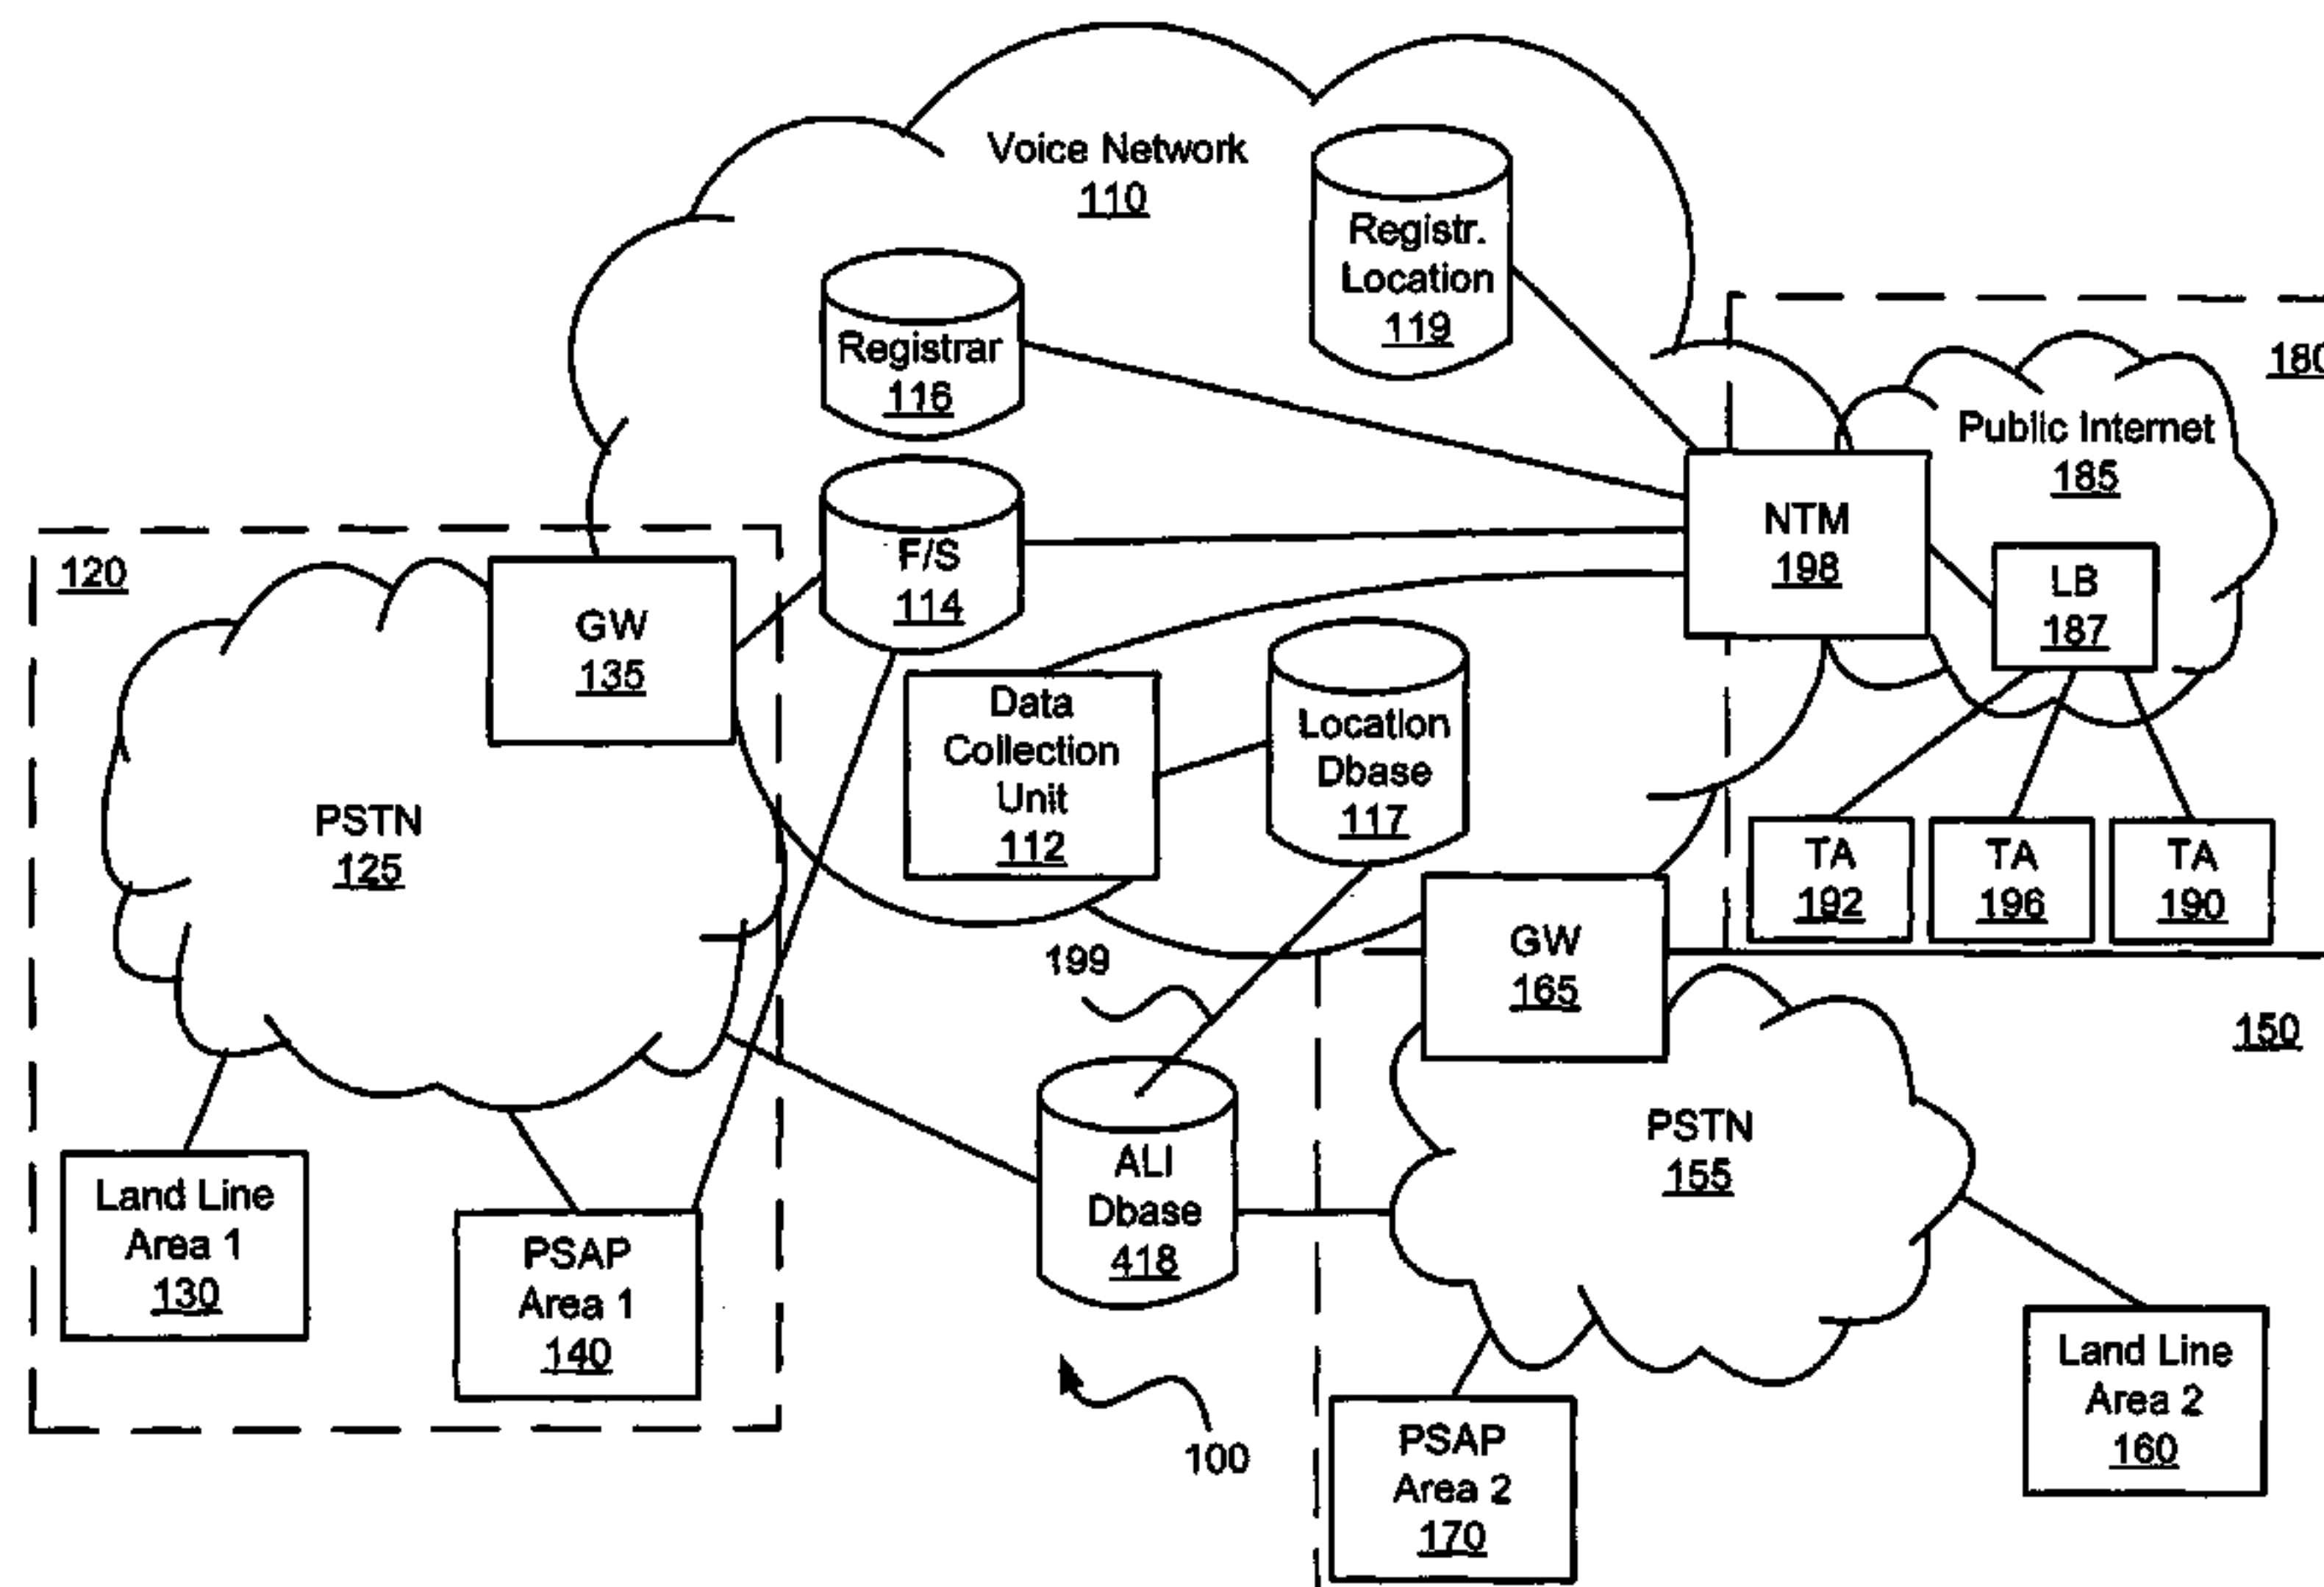 Voice Network
110
Registr.
Location
119
Registrar
116
180
Public Internet
185
NTM
198
LB
187
F/S
114
120
GW
135
Data
Collection
Unit
112
Location
Dbase
117
PSTN
125
TA
192
TA
196
TA
190
199
GW
165
150
PSTN
155
ALI
Dbase
418
Land Line
Area 1
130
PSAP
Area 1
140
100
PSAP
Area 2
170
Land Line
Area 2
160